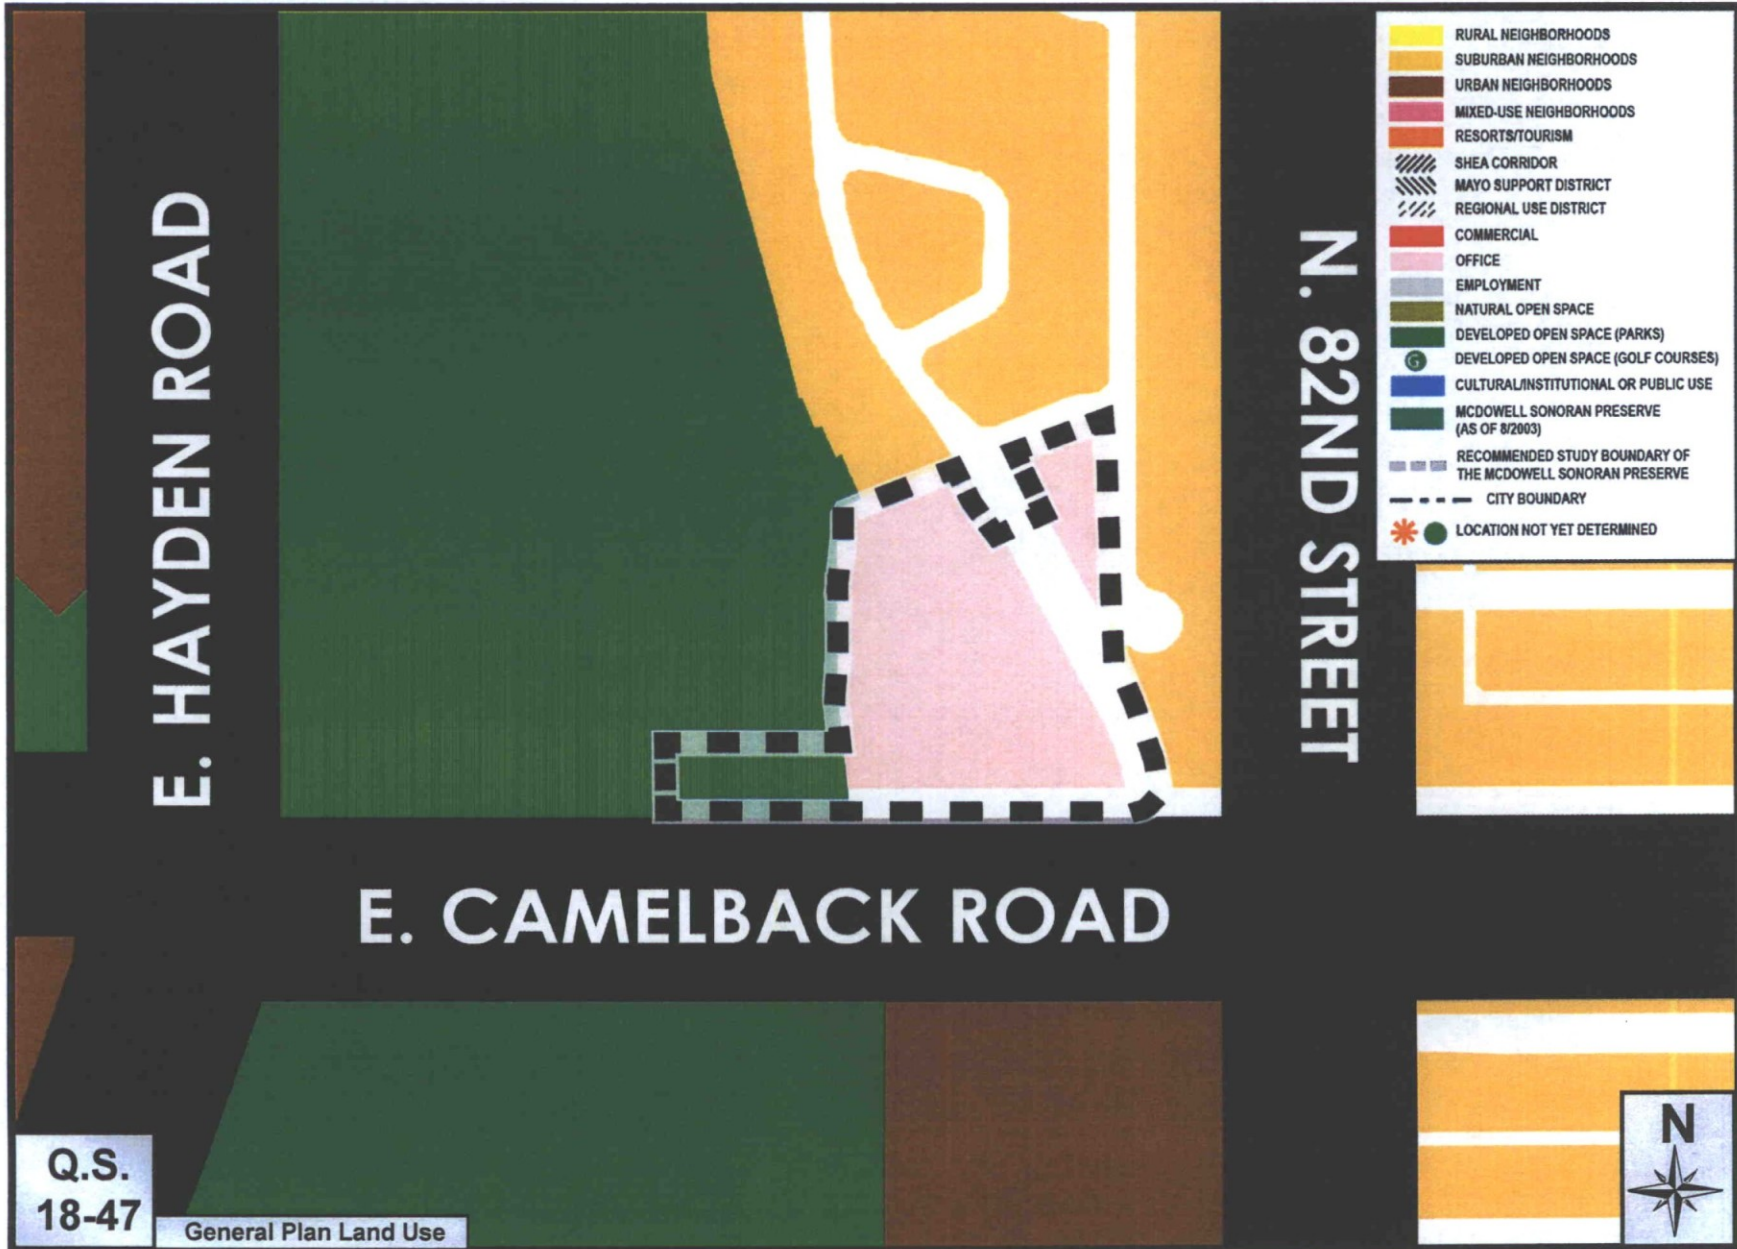 RURAL NEIGHBORHOODS
SUBURBAN NEIGHBORHOODS
URBAN NEIGHBORHOODS
MIXED-USE NEIGHBORHOODS
RESORTS/TOURISM
SHEA CORRIDOR
MAYO SUPPORT DISTRICT
REGIONAL USE DISTRICT
COMMERCIAL
OFFICE
EMPLOYMENT
NATURAL OPEN SPACE
DEVELOPED OPEN SPACE (PARKS)
G DEVELOPED OPEN SPACE (GOLF COURSES)
CULTURAL/INSTITUTIONAL OR PUBLIC USE
MCDOWELL SONORAN PRESERVE
(AS OF 8/2003)
RECOMMENDED STUDY BOUNDARY OF
THE MCDOWELL SONORAN PRESERVE
CITY BOUNDARY
LOCATION NOT YET DETERMINED
E. HAYDEN ROAD
N. 82ND STREET
E. CAMELBACK ROAD
Q.S.
18-47
General Plan Land Use
N